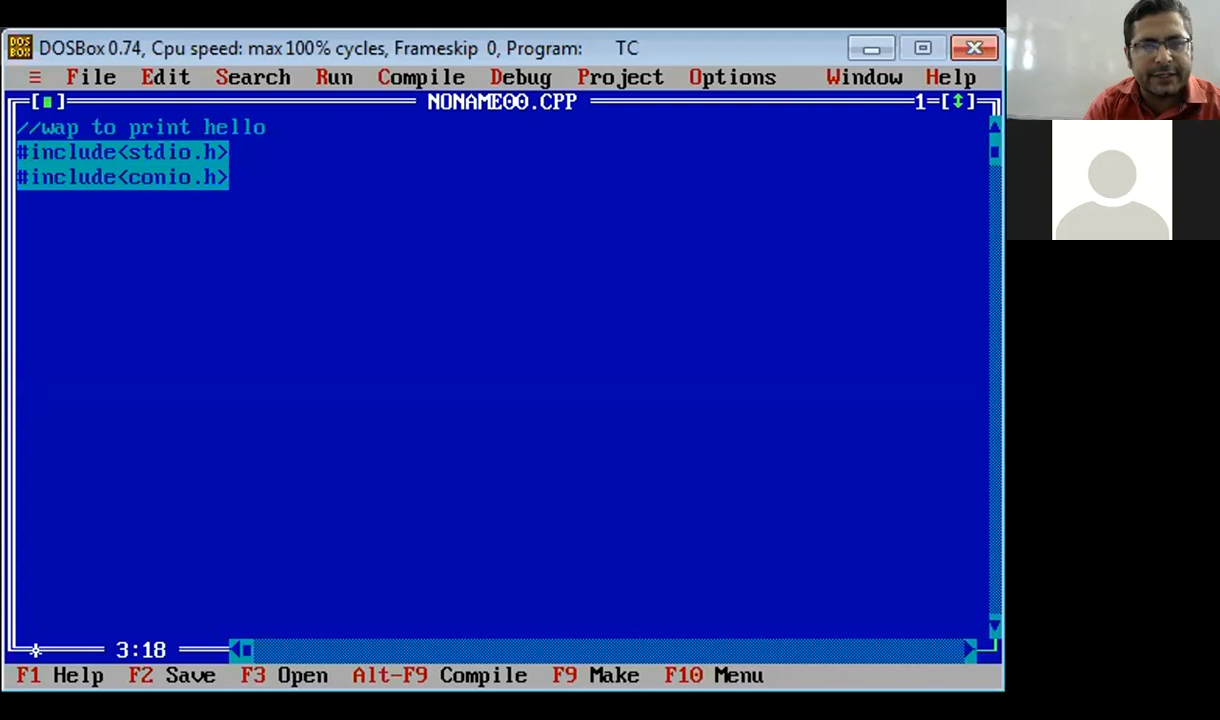 DOSBox 0.74, Cpu speed: max 100% cycles, Frameskip 0, Program: TC
≡ File Edit Search Run Compile Debug Project Options Window Help
[■] NONAME00.CPP 1=[↕]
//wap to print hello
#include<stdio.h>
#include<conio.h>
3:18
F1 Help F2 Save F3 Open Alt-F9 Compile F9 Make F10 Menu